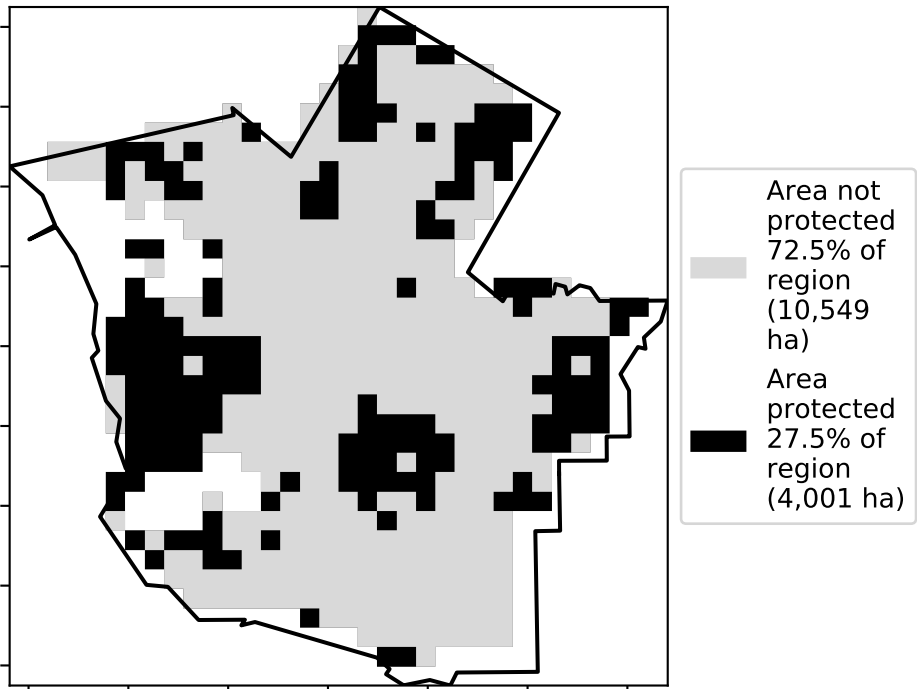 Area not
protected
72.5% of
region
(10,549
ha)
Area
protected
27.5% of
region
(4,001 ha)